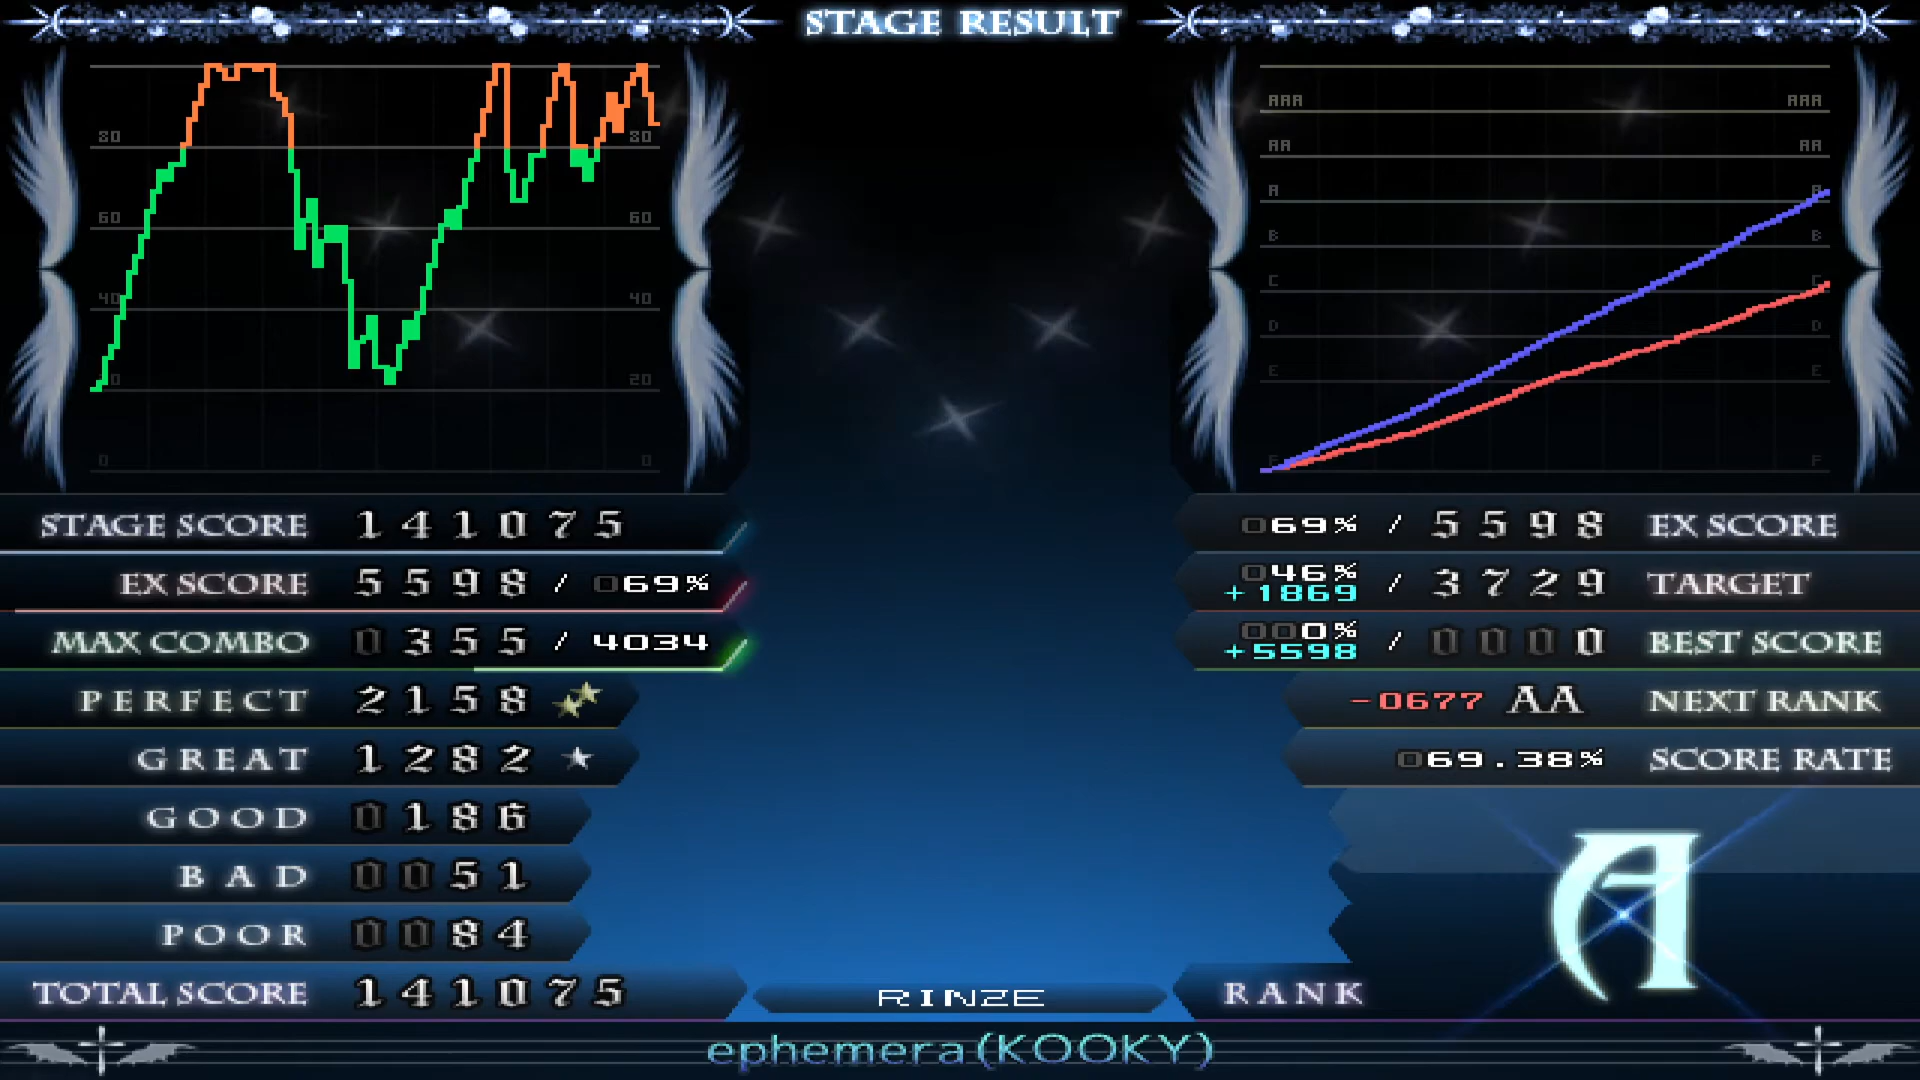 STAGE RESULT
80 80
60 60
40 40
20
0 0
AAA AAA
AA AA
A
B B
C C
D D
E E
F F
STAGE SCORE 141075
EX SCORE 5598 / 069%
MAX COMBO 0355 / 4034
PERFECT 2158
GREAT 1282
GOOD 0186
BAD 0051
POOR 0084
TOTAL SCORE 141075
069% / 5598 EX SCORE
046% / 3729 TARGET
+1869
000% / 0000 BEST SCORE
+5598
-0677 AA NEXT RANK
069.38% SCORE RATE
A
RANK
RINZE
ephemera(KOOKY)